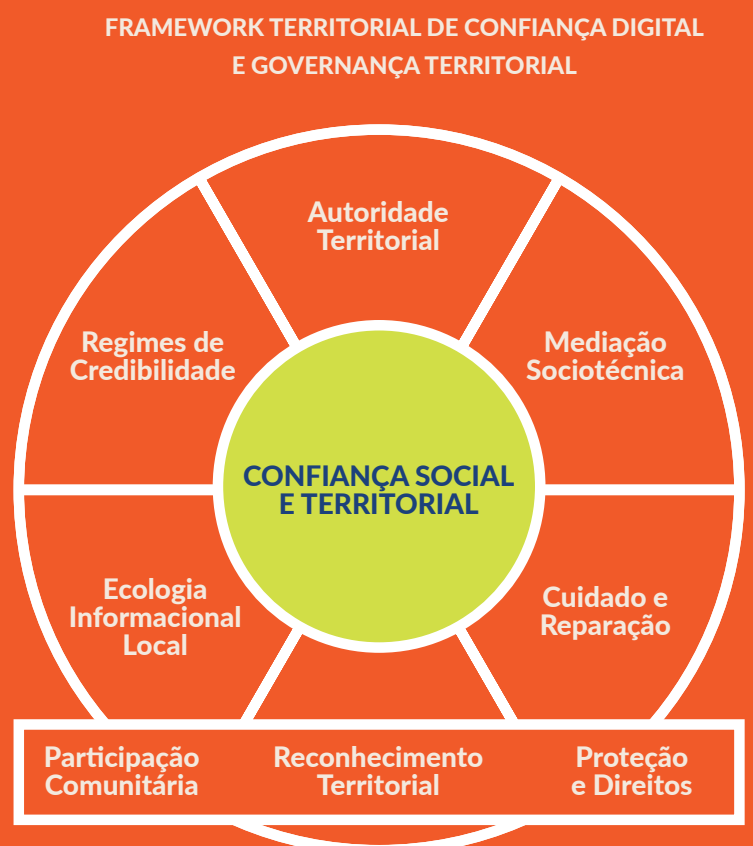 FRAMEWORK TERRITORIAL DE CONFIANÇA DIGITAL
E GOVERNANÇA TERRITORIAL
Autoridade
Territorial
Regimes de
Credibilidade
Mediação
Sociotécnica
CONFIANÇA SOCIAL
E TERRITORIAL
Ecologia
Informacional
Local
Cuidado e
Reparação
Participação
Comunitária
Reconhecimento
Territorial
Proteção
e Direitos